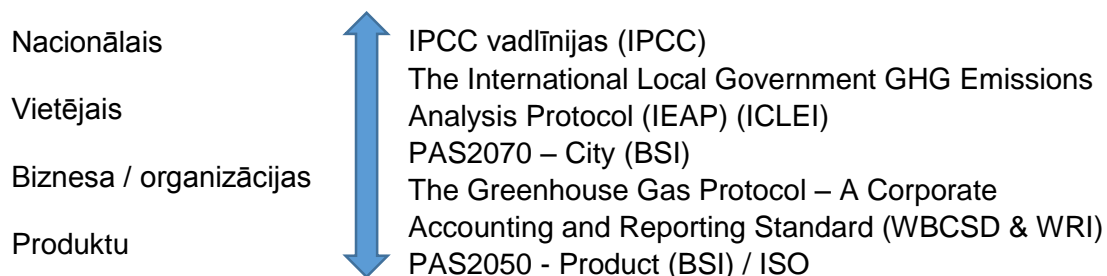 Nacionālais
Vietējais
Biznesa / organizācijas
Produktu
IPCC vadlīnijas (IPCC)
The International Local Government GHG Emissions
Analysis Protocol (IEAP) (ICLEI)
PAS2070 – City (BSI)
The Greenhouse Gas Protocol – A Corporate
Accounting and Reporting Standard (WBCSD & WRI)
PAS2050 - Product (BSI) / ISO